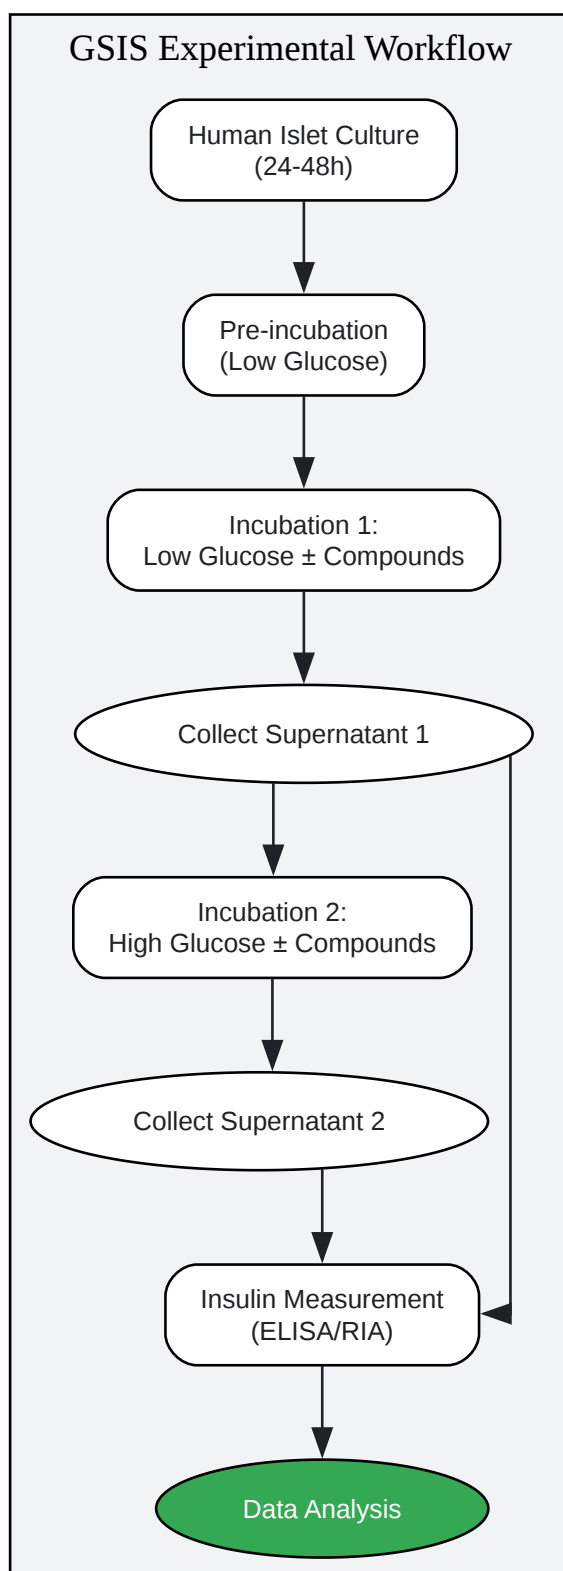 GSIS Experimental Workflow
Human Islet Culture
(24-48h)
Pre-incubation
(Low Glucose)
Incubation 1:
Low Glucose ± Compounds
Collect Supernatant 1
Incubation 2:
High Glucose ± Compounds
Collect Supernatant 2
Insulin Measurement
(ELISA/RIA)
Data Analysis